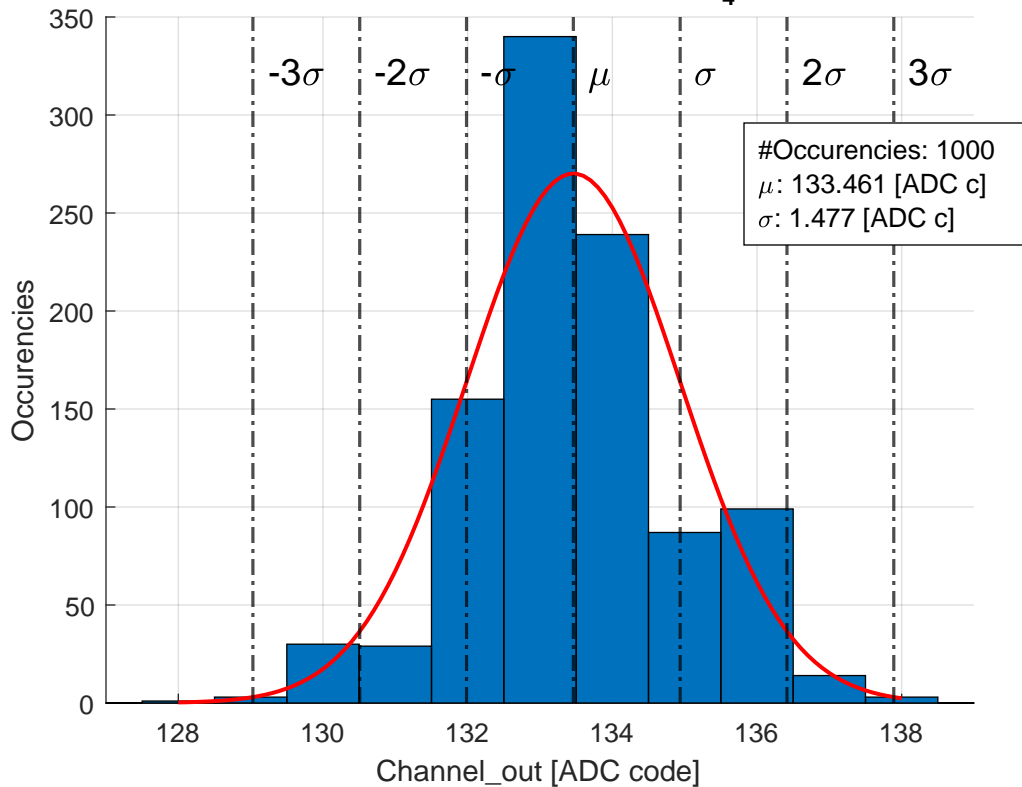 4
350
300
250
200
150
100
50
0
Occurencies
-3σ -2σ -σ μ σ 2σ 3σ
#Occurencies: 1000
μ: 133.461 [ADC c]
σ: 1.477 [ADC c]
128 130 132 134 136 138
Channel_out [ADC code]